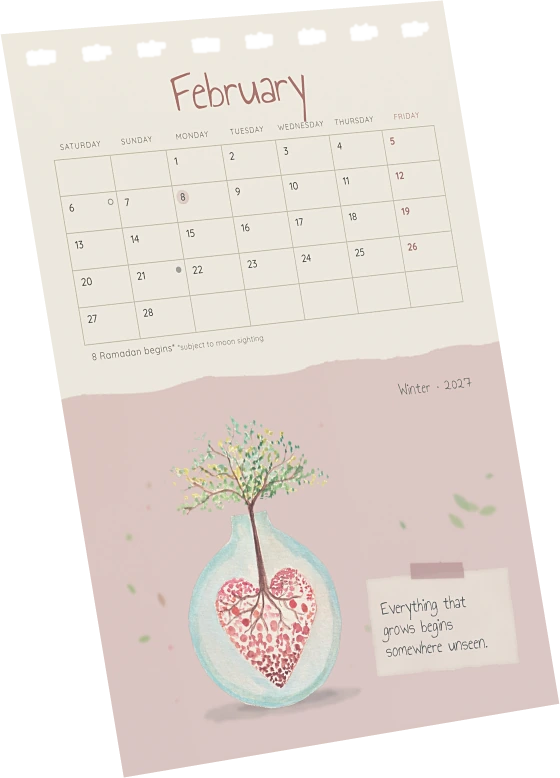 February
SATURDAY SUNDAY MONDAY TUESDAY WEDNESDAY THURSDAY FRIDAY
1 2 3 4 5
6 7 8 9 10 11 12
13 14 15 16 17 18 19
20 21 22 23 24 25 26
27 28
8 Ramadan begins* *subject to moon sighting
Winter · 2027
Everything that
grows begins
somewhere unseen.